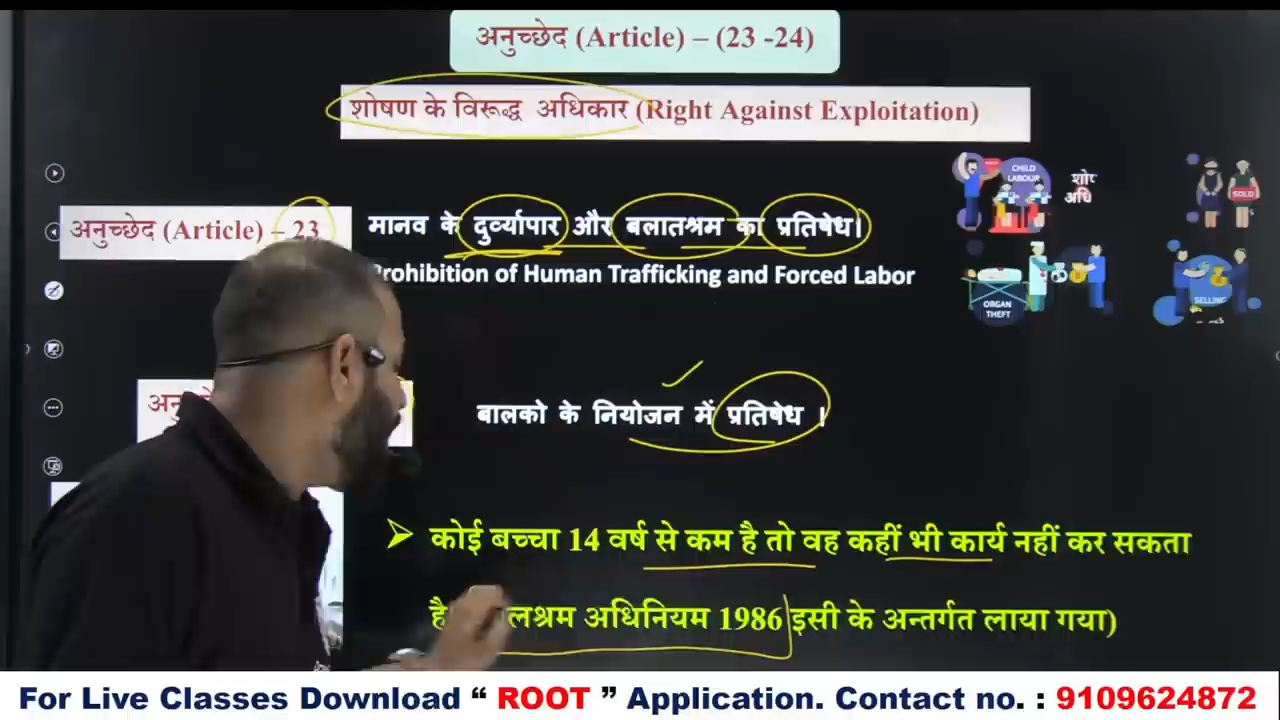 अनुच्छेद (Article) – (23 -24)
शोषण के विरूद्ध अधिकार (Right Against Exploitation)
CHILD LABOUR
SOLD
अनुच्छेद (Article) – 23
मानव के दुर्व्यापार और बलातश्रम का प्रतिषेध।
Prohibition of Human Trafficking and Forced Labor
ORGAN THEFT
SELLING
बालको के नियोजन में प्रतिषेध ।
कोई बच्चा 14 वर्ष से कम है तो वह कहीं भी कार्य नहीं कर सकता
अधिनियम 1986 इसी के अन्तर्गत लाया गया)
For Live Classes Download “ ROOT ” Application. Contact no. : 9109624872